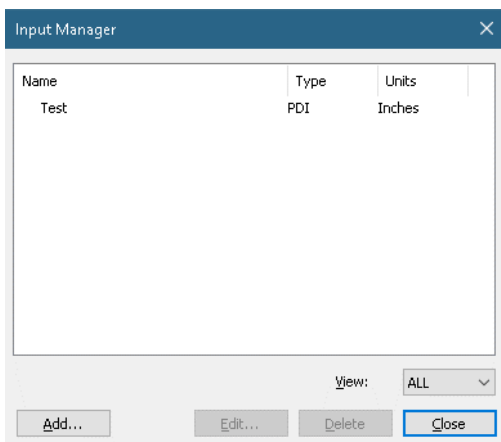 Input Manager
Name Type Units
Test PDI Inches
View: ALL
Add... Edit... Delete Close